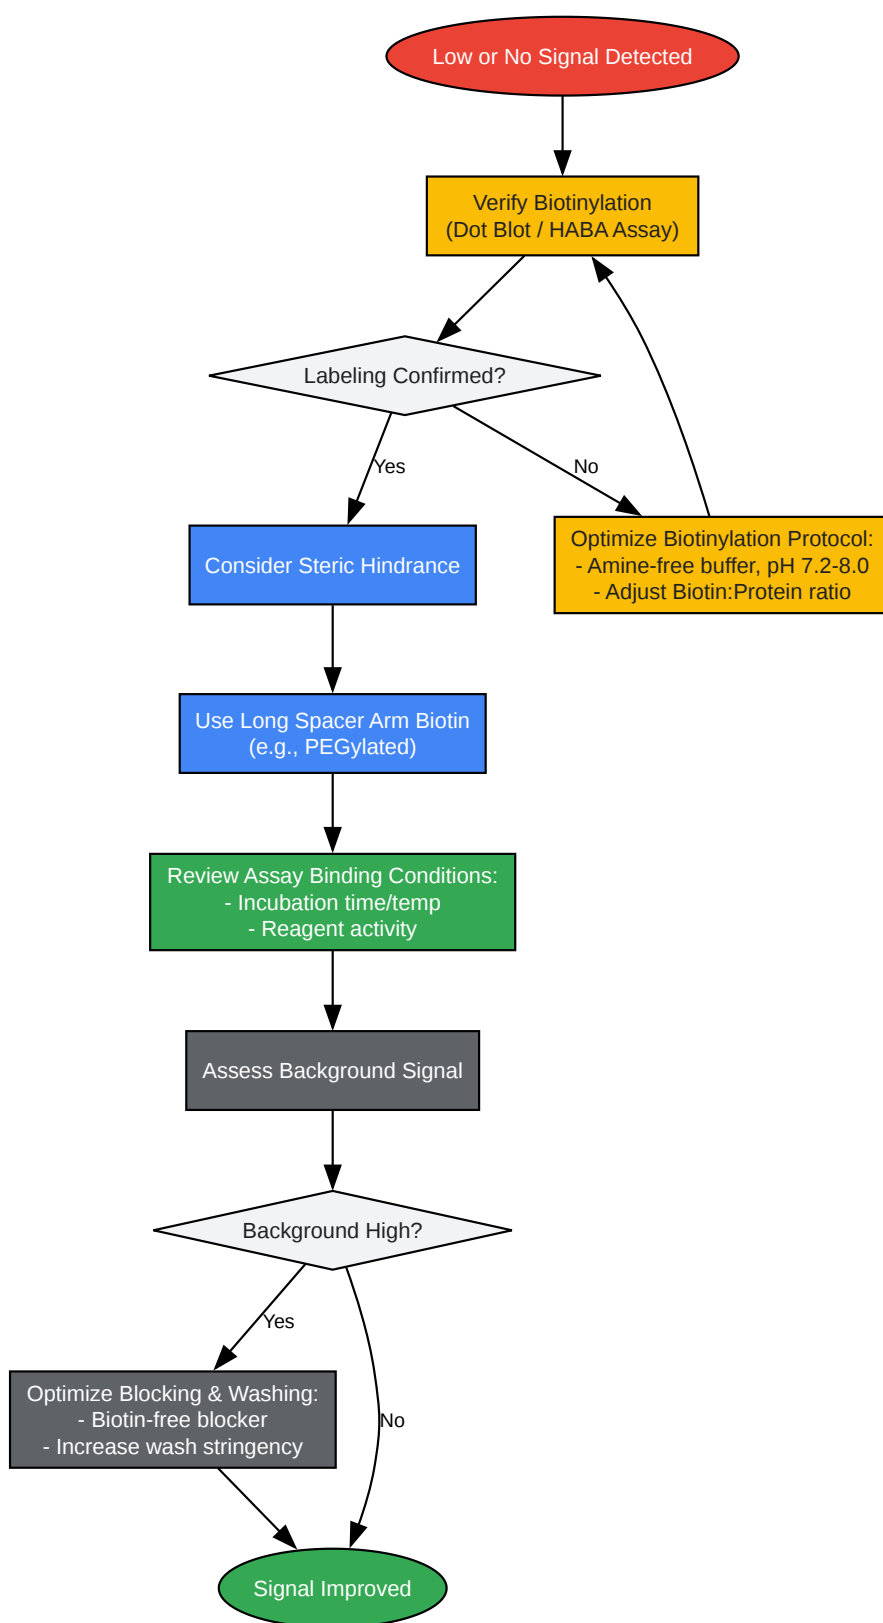 Low or No Signal Detected
Verify Biotinylation
(Dot Blot / HABA Assay)
Labeling Confirmed?
Yes
No
Consider Steric Hindrance
Optimize Biotinylation Protocol:
- Amine-free buffer, pH 7.2-8.0
- Adjust Biotin:Protein ratio
Use Long Spacer Arm Biotin
(e.g., PEGylated)
Review Assay Binding Conditions:
- Incubation time/temp
- Reagent activity
Assess Background Signal
Background High?
Yes
Optimize Blocking & Washing:
- Biotin-free blocker
- Increase wash stringency
No
Signal Improved